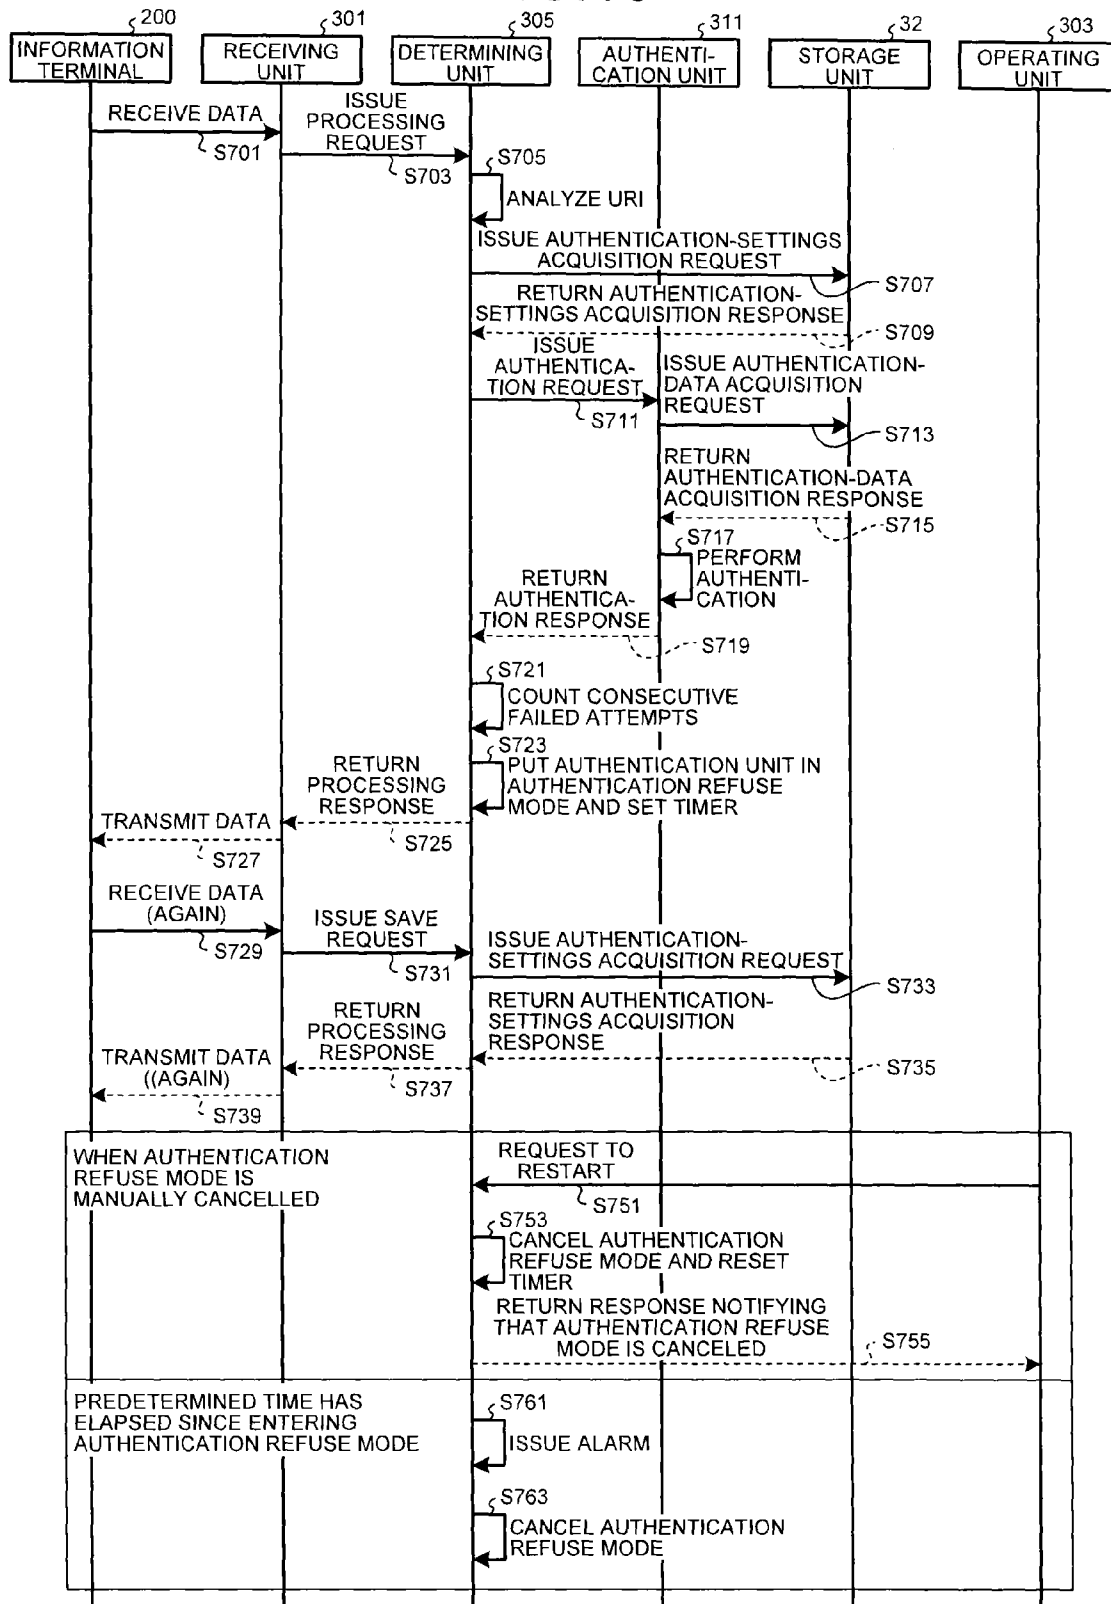 200
301
305
311
32
303
INFORMATION
TERMINAL
RECEIVING
UNIT
DETERMINING
UNIT
AUTHENTI-
CATION UNIT
STORAGE
UNIT
OPERATING
UNIT
RECEIVE DATA
S701
ISSUE
PROCESSING
REQUEST
S703
S705
ANALYZE URI
ISSUE AUTHENTICATION-SETTINGS
ACQUISITION REQUEST
S707
RETURN AUTHENTICATION-
SETTINGS ACQUISITION RESPONSE
S709
ISSUE
AUTHENTICA-
TION REQUEST
S711
ISSUE AUTHENTICATION-
DATA ACQUISITION
REQUEST
S713
RETURN
AUTHENTICATION-DATA
ACQUISITION RESPONSE
S715
S717
PERFORM
AUTHENTI-
CATION
RETURN
AUTHENTICA-
TION RESPONSE
S719
S721
COUNT CONSECUTIVE
FAILED ATTEMPTS
S723
PUT AUTHENTICATION UNIT IN
AUTHENTICATION REFUSE
MODE AND SET TIMER
RETURN
PROCESSING
RESPONSE
S725
TRANSMIT DATA
S727
RECEIVE DATA
(AGAIN)
S729
ISSUE SAVE
REQUEST
S731
ISSUE AUTHENTICATION-
SETTINGS ACQUISITION REQUEST
S733
RETURN AUTHENTICATION-
SETTINGS ACQUISITION
RESPONSE
S735
RETURN
PROCESSING
RESPONSE
S737
TRANSMIT DATA
((AGAIN)
S739
WHEN AUTHENTICATION
REFUSE MODE IS
MANUALLY CANCELLED
REQUEST TO
RESTART
S751
S753
CANCEL AUTHENTICATION
REFUSE MODE AND RESET
TIMER
RETURN RESPONSE NOTIFYING
THAT AUTHENTICATION REFUSE
MODE IS CANCELED
S755
PREDETERMINED TIME HAS
ELAPSED SINCE ENTERING
AUTHENTICATION REFUSE MODE
S761
ISSUE ALARM
S763
CANCEL AUTHENTICATION
REFUSE MODE